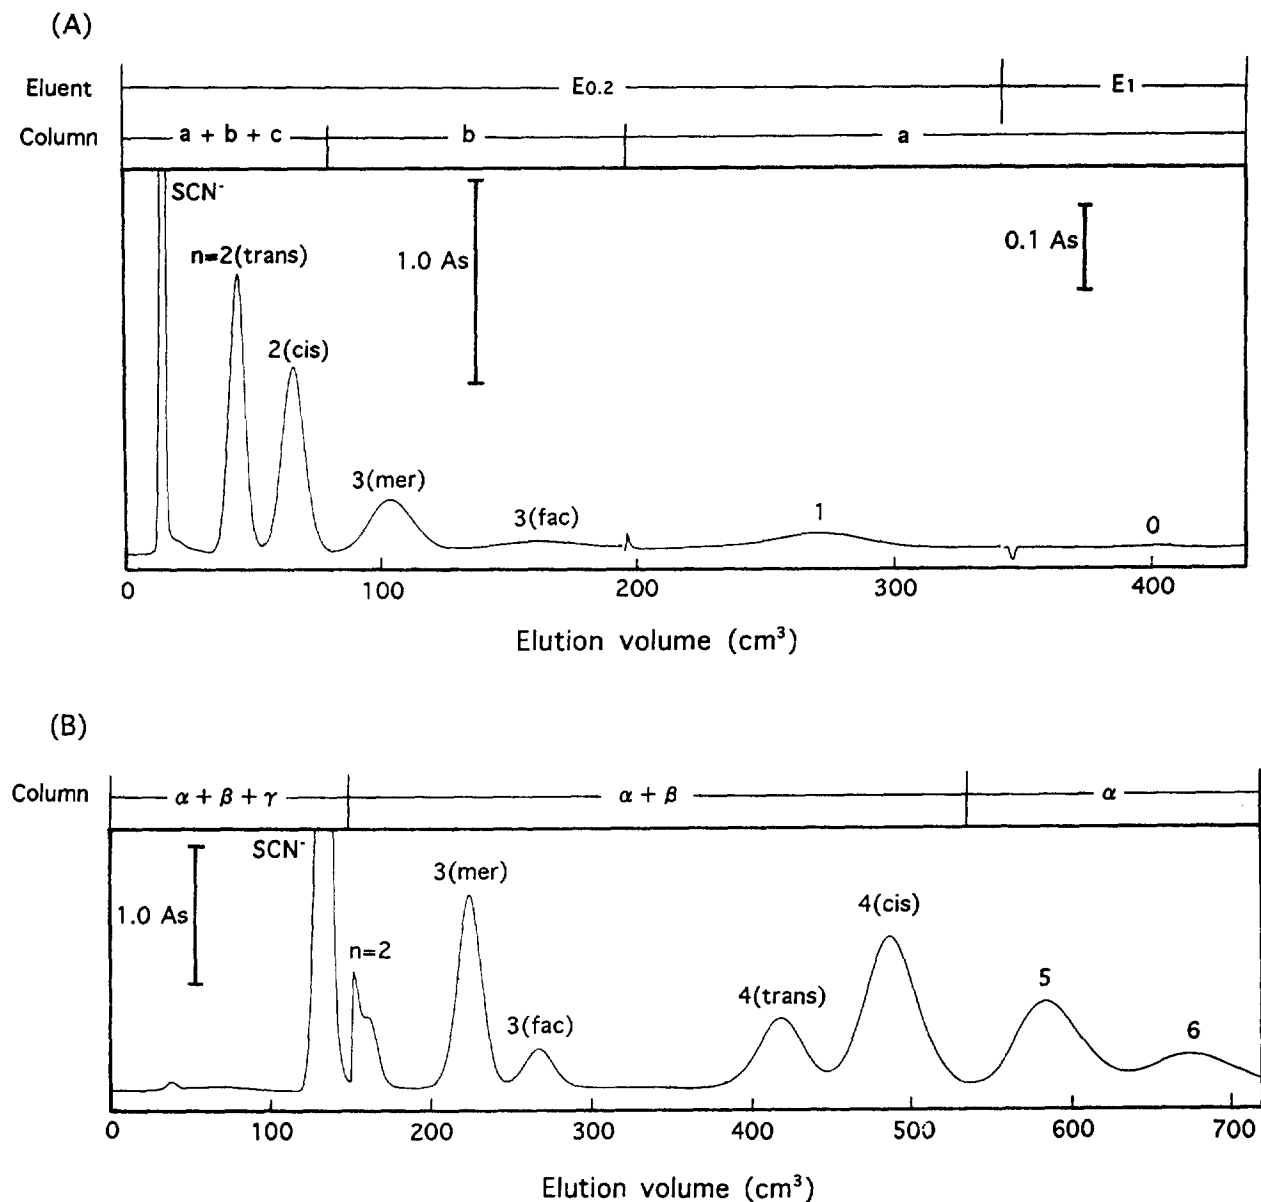 (A)
Eluent E0.2 E1
Column a + b + c b a
SCN-
n=2(trans)
1.0 As
0.1 As
2(cis)
3(mer)
3(fac)
1
0
0 100 200 300 400
Elution volume (cm³)
(B)
Column α + β + γ α + β α
SCN-
3(mer)
1.0 As
4(cis)
n=2
5
4(trans)
3(fac)
6
0 100 200 300 400 500 600 700
Elution volume (cm³)